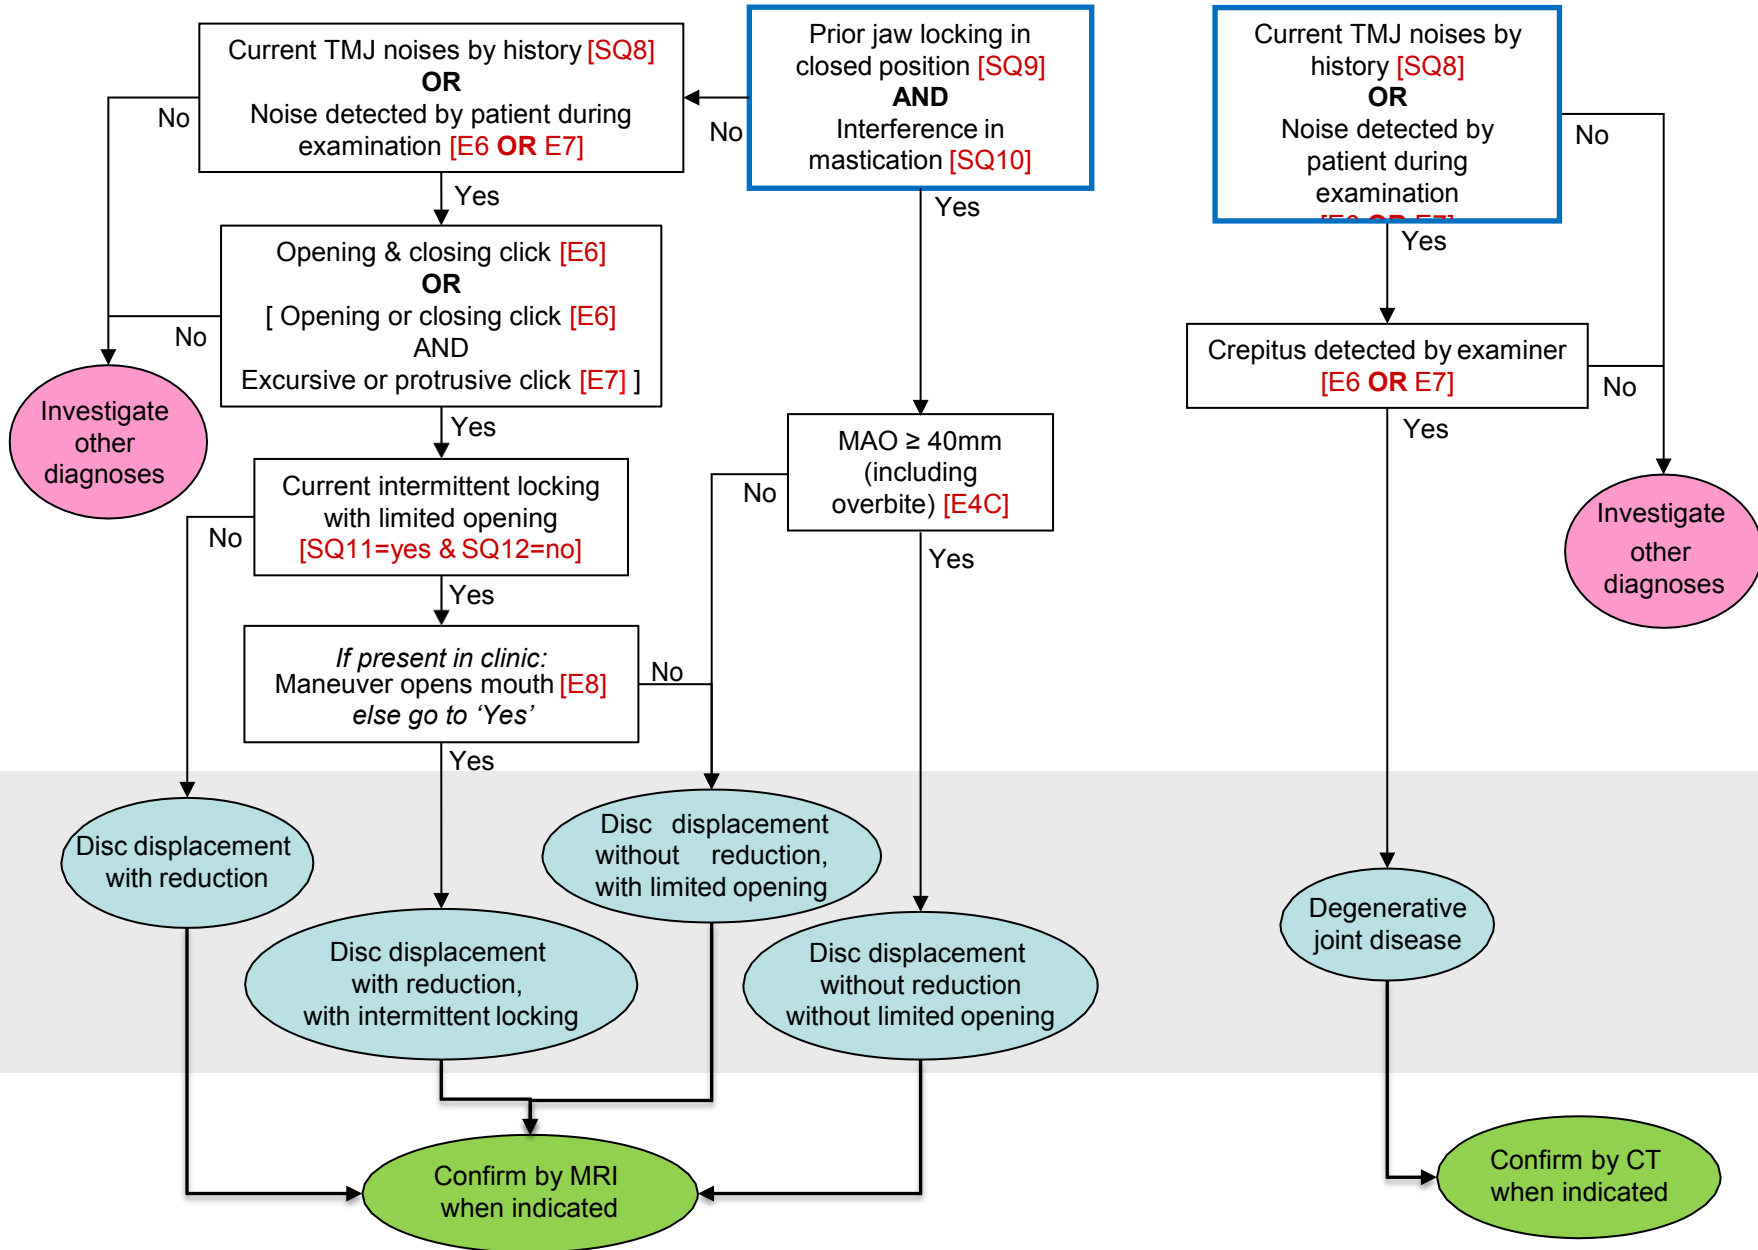 Current TMJ noises by history [SQ8]
OR
Noise detected by patient during
examination [E6 OR E7]
No
Yes
Prior jaw locking in
closed position [SQ9]
AND
Interference in
mastication [SQ10]
No
Yes
Current TMJ noises by
history [SQ8]
OR
Noise detected by
patient during
examination
[E6 OR E7]
No
Yes
Opening & closing click [E6]
OR
[ Opening or closing click [E6]
AND
Excursive or protrusive click [E7] ]
No
Yes
Crepitus detected by examiner
[E6 OR E7]
No
Yes
Investigate
other
diagnoses
MAO ≥ 40mm
(including
overbite) [E4C]
No
Yes
Current intermittent locking
with limited opening
[SQ11=yes & SQ12=no]
No
Yes
Investigate
other
diagnoses
If present in clinic:
Maneuver opens mouth [E8]
else go to ‘Yes’
No
Yes
Disc displacement
with reduction
Disc displacement
without reduction,
with limited opening
Disc displacement
with reduction,
with intermittent locking
Disc displacement
without reduction
without limited opening
Degenerative
joint disease
Confirm by MRI
when indicated
Confirm by CT
when indicated